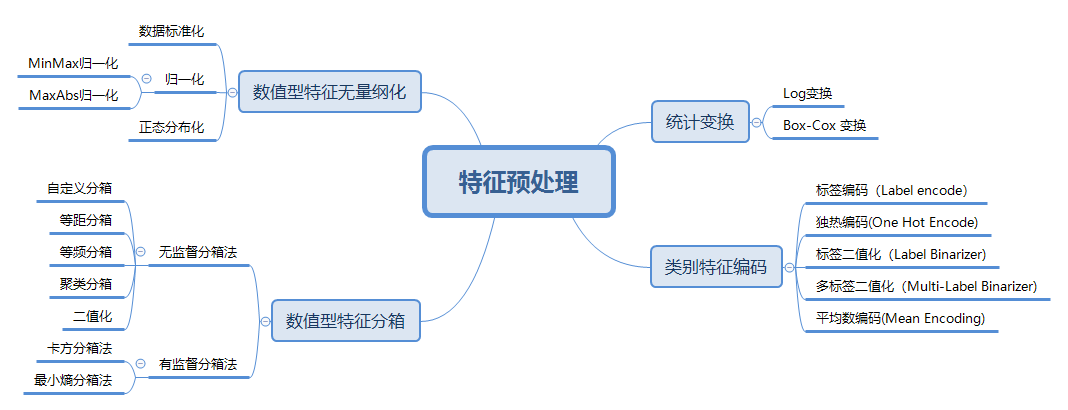 特征预处理
数值型特征无量纲化
数据标准化
归一化
MinMax归一化
MaxAbs归一化
正态分布化
数值型特征分箱
无监督分箱法
自定义分箱
等距分箱
等频分箱
聚类分箱
二值化
有监督分箱法
卡方分箱法
最小熵分箱法
统计变换
Log变换
Box-Cox 变换
类别特征编码
标签编码（Label encode）
独热编码(One Hot Encode)
标签二值化（Label Binarizer)
多标签二值化（Multi-Label Binarizer)
平均数编码(Mean Encoding)